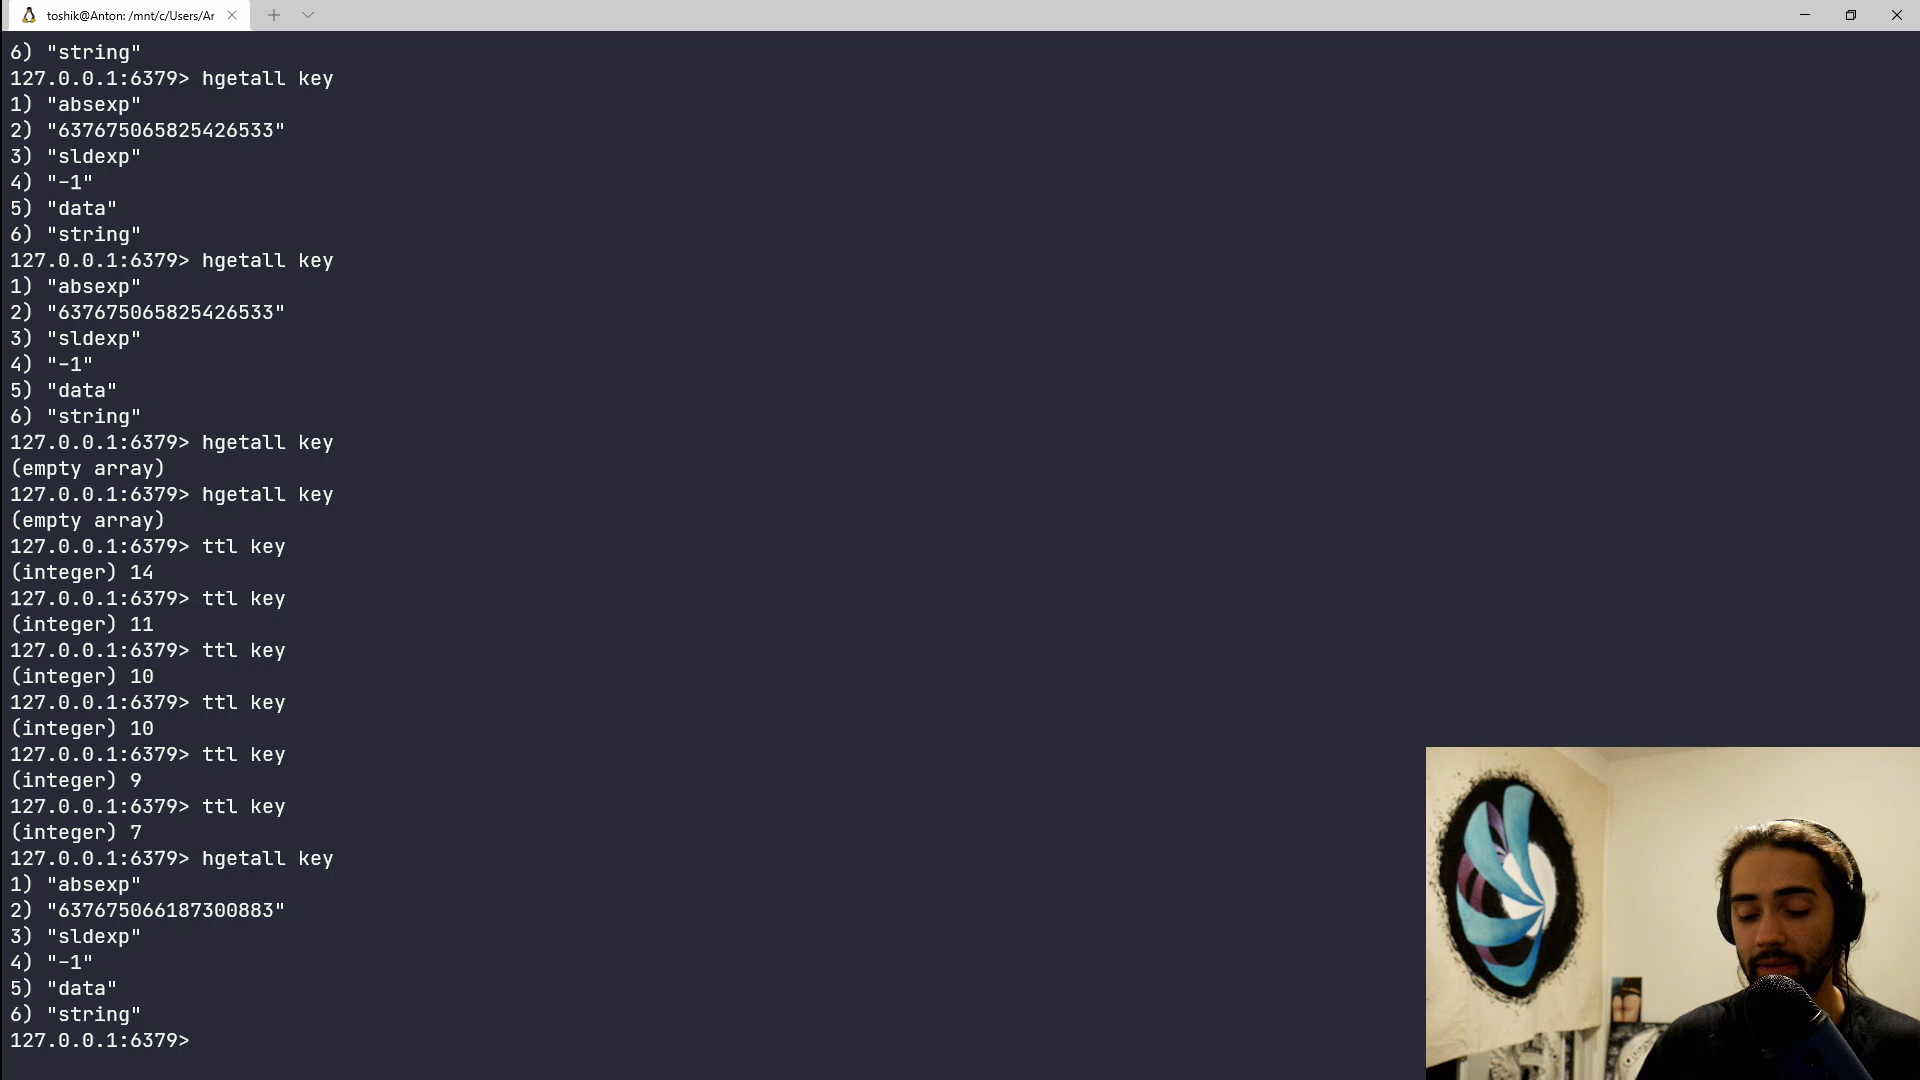 toshik@Anton: /mnt/c/Users/Ar
6) "string"
127.0.0.1:6379> hgetall key
1) "absexp"
2) "637675065825426533"
3) "sldexp"
4) "-1"
5) "data"
6) "string"
127.0.0.1:6379> hgetall key
1) "absexp"
2) "637675065825426533"
3) "sldexp"
4) "-1"
5) "data"
6) "string"
127.0.0.1:6379> hgetall key
(empty array)
127.0.0.1:6379> hgetall key
(empty array)
127.0.0.1:6379> ttl key
(integer) 14
127.0.0.1:6379> ttl key
(integer) 11
127.0.0.1:6379> ttl key
(integer) 10
127.0.0.1:6379> ttl key
(integer) 10
127.0.0.1:6379> ttl key
(integer) 9
127.0.0.1:6379> ttl key
(integer) 7
127.0.0.1:6379> hgetall key
1) "absexp"
2) "637675066187300883"
3) "sldexp"
4) "-1"
5) "data"
6) "string"
127.0.0.1:6379>